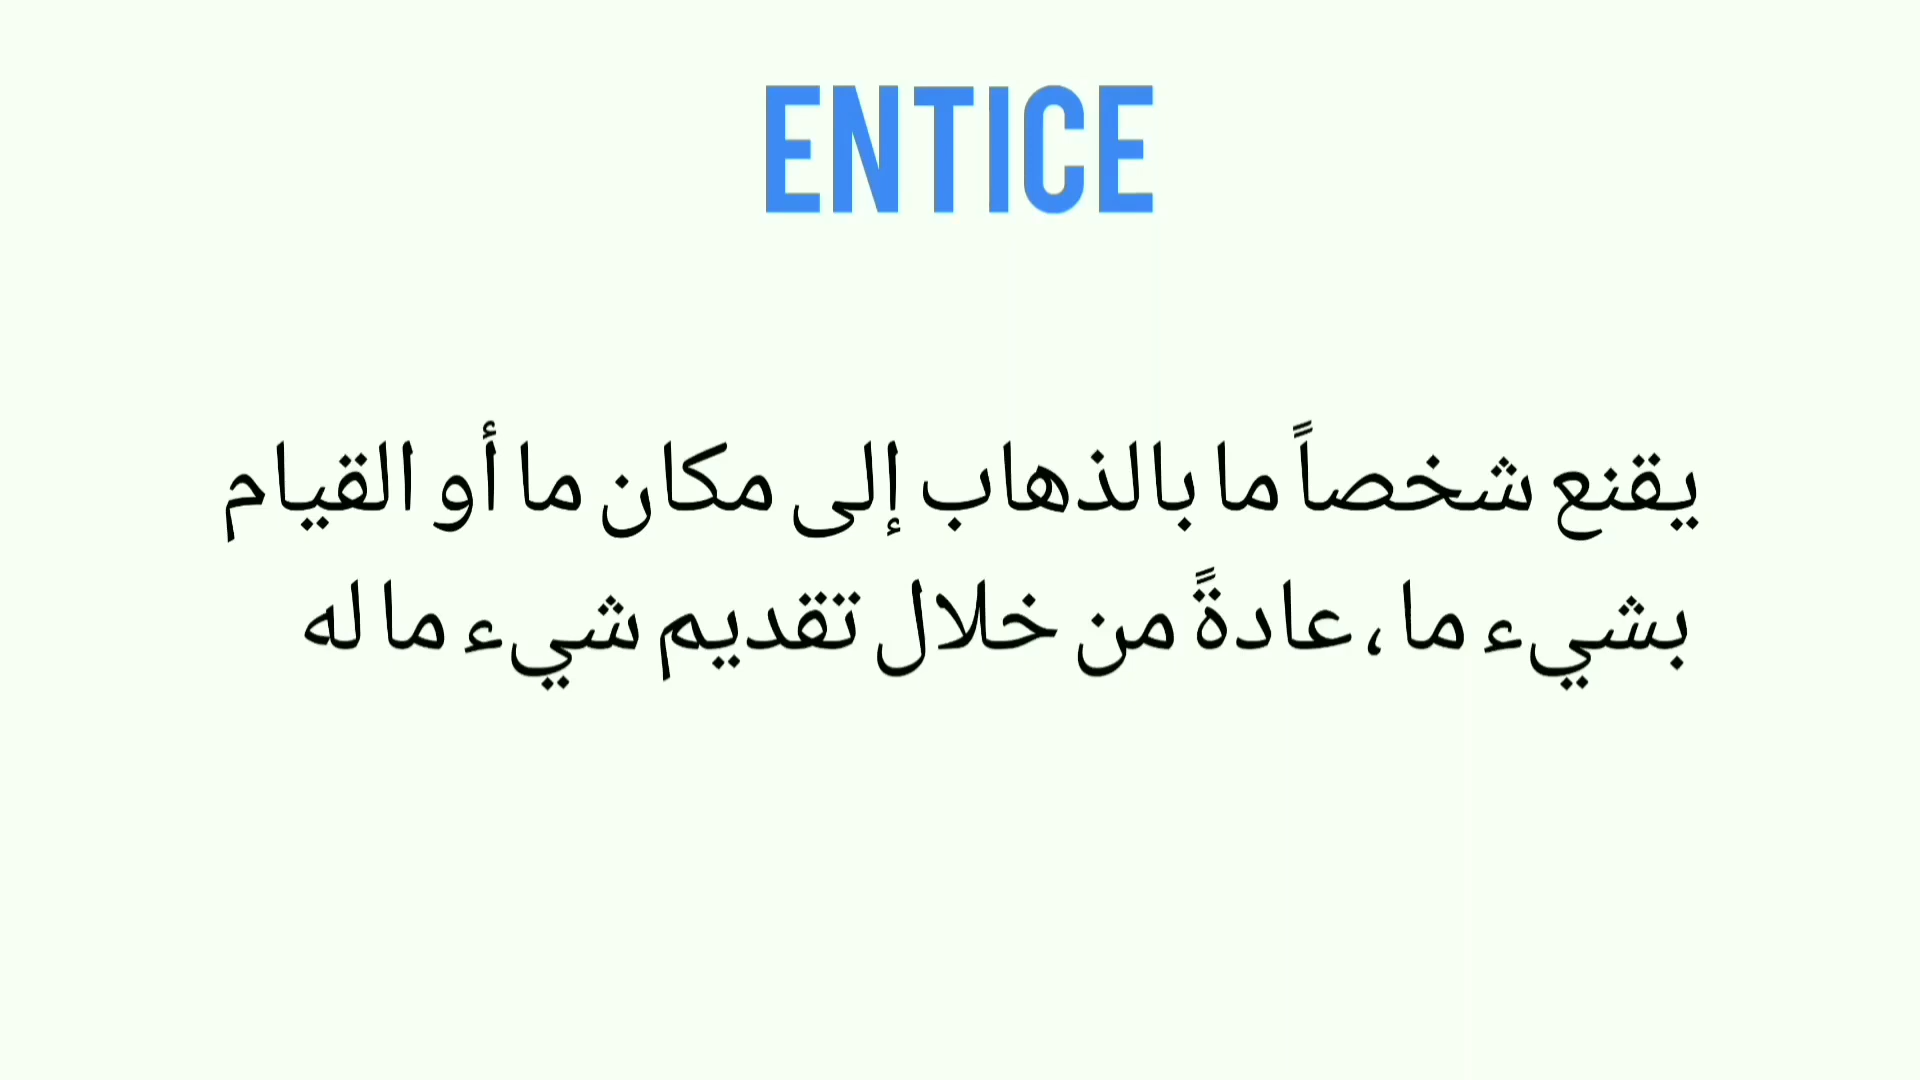 ENTICE
يقنع شخصاً ما بالذهاب إلى مكان ما أو القيام
بشيء ما، عادةً من خلال تقديم شيء ما له